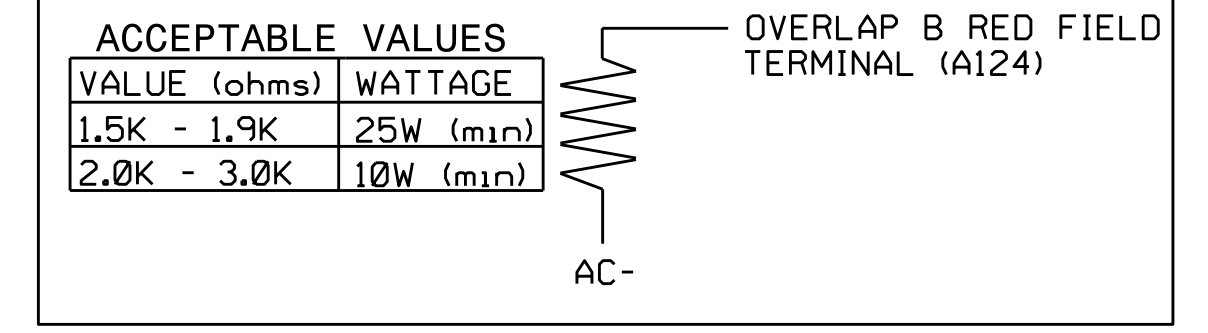 ACCEPTABLE VALUES
VALUE (ohms) WATTAGE
1.5K - 1.9K 25W (min)
2.0K - 3.0K 10W (min)
OVERLAP B RED FIELD
TERMINAL (A124)
AC-